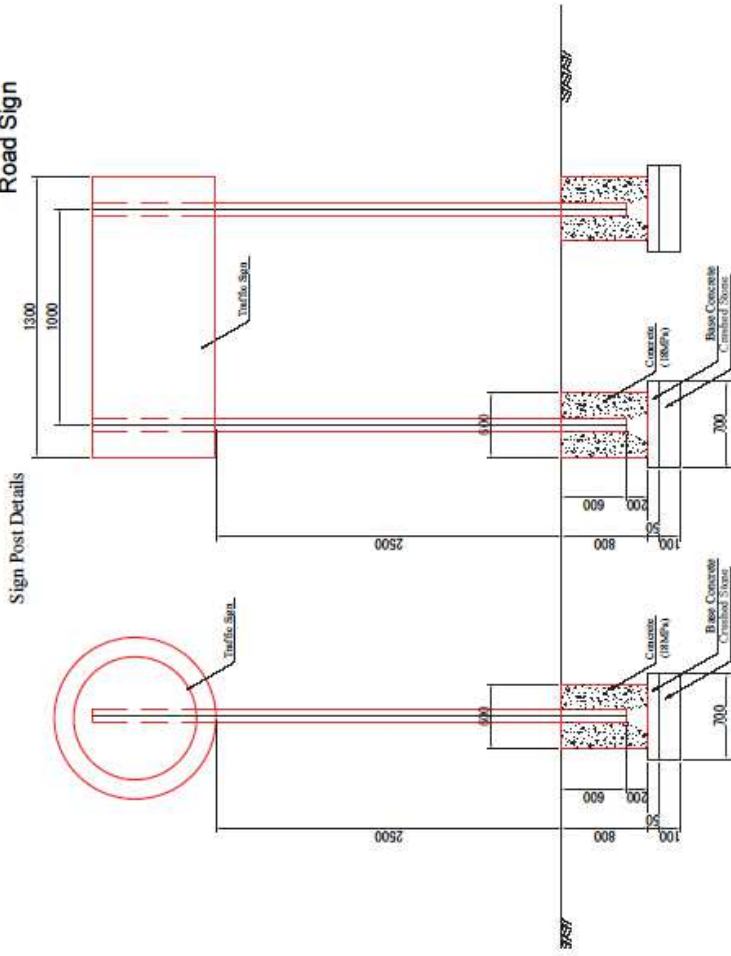 Road Sign
Sign Post Details
1300
1000
Traffic Sign
Traffic Sign
2500
2500
600
600
Concrete
(18MPa)
Concrete
(18MPa)
600
200
800
50
100
600
200
800
50
100
Base Concrete
Crushed Stone
700
Base Concrete
Crushed Stone
700